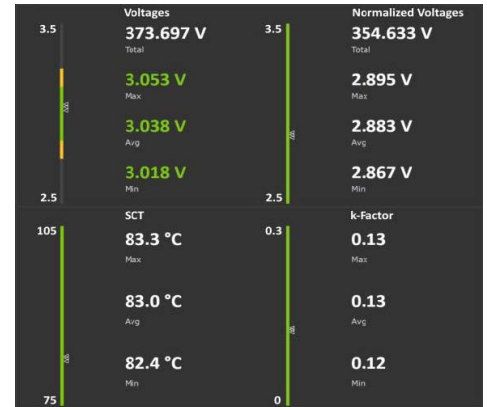 Voltages
3.5
373.697 V
Total
3.053 V
Max
3.038 V
Avg
3.018 V
Min
2.5
Normalized Voltages
3.5
354.633 V
Total
2.895 V
Max
2.883 V
Avg
2.867 V
Min
2.5
SCT
105
83.3 °C
Max
83.0 °C
Avg
82.4 °C
Min
75
k-Factor
0.3
0.13
Max
0.13
Avg
0.12
Min
0